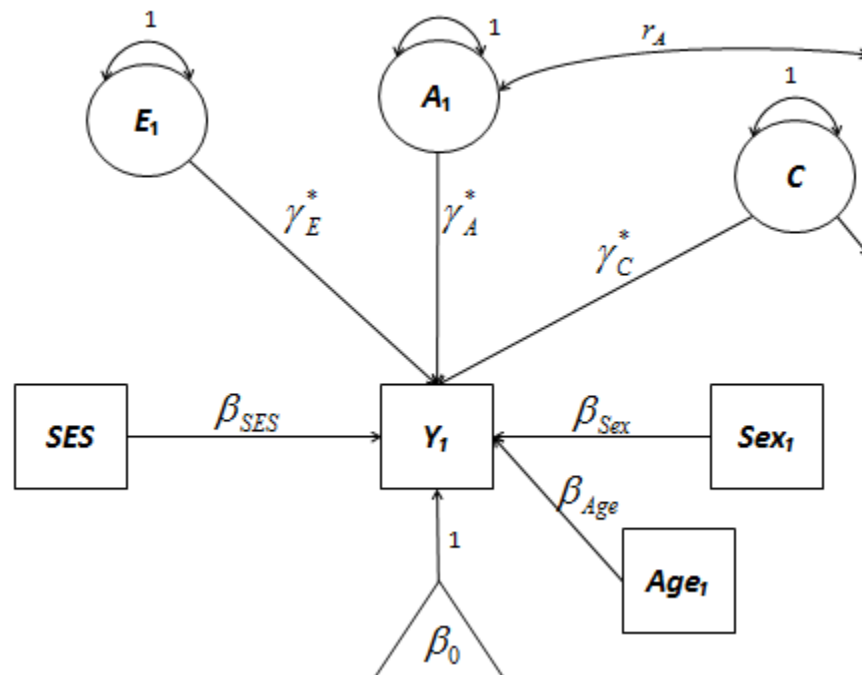 1
1
r_A
1
E₁
A₁
C
γ*_E
γ*_A
γ*_C
SES
β_SES
Y₁
β_Sex
Sex₁
β_Age
1
Age₁
β₀